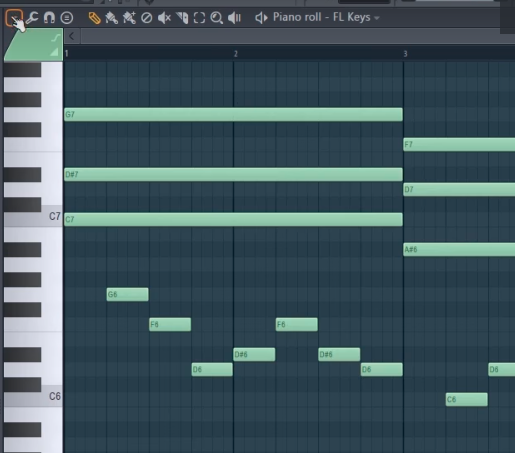 Piano roll - FL Keys
1 2 3
G7
F7
D#7
D7
C7 C7
A#6
G6
F6 F6
D#6 D#6
D6 D6 D6
C6 C6